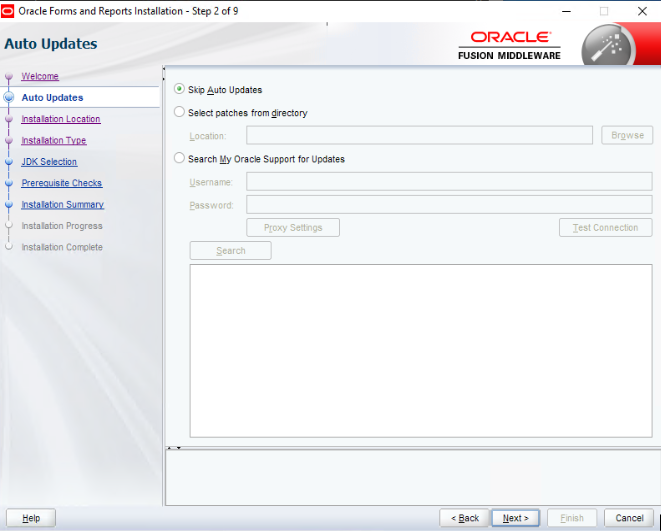 Oracle Forms and Reports Installation - Step 2 of 9
Auto Updates
ORACLE
FUSION MIDDLEWARE
Welcome
Auto Updates
Installation Location
Installation Type
JDK Selection
Prerequisite Checks
Installation Summary
Installation Progress
Installation Complete
Skip Auto Updates
Select patches from directory
Location:
Browse
Search My Oracle Support for Updates
Username:
Password:
Proxy Settings
Test Connection
Search
Help
< Back
Next >
Finish
Cancel